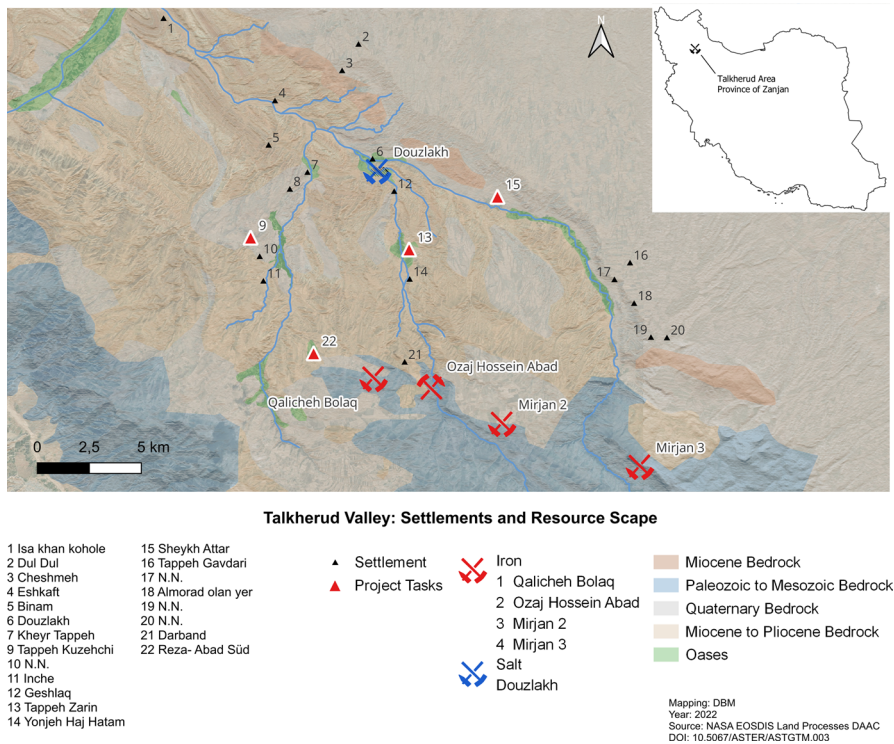 N
1
2
3
4
5
6
Douzlakh
7
8
12
15
9
10
11
13
14
16
17
18
19
20
22
21
Ozaj Hossein Abad
Qalicheh Bolaq
Mirjan 2
Mirjan 3
0 2,5 5 km
Talkherud Area
Province of Zanjan
Talkherud Valley: Settlements and Resource Scape
1 Isa khan kohole
2 Dul Dul
3 Cheshmeh
4 Eshkaft
5 Binam
6 Douzlakh
7 Kheyr Tappeh
9 Tappeh Kuzehchi
10 N.N.
11 Inche
12 Geshlaq
13 Tappeh Zarin
14 Yonjeh Haj Hatam
15 Sheykh Attar
16 Tappeh Gavdari
17 N.N.
18 Almorad olan yer
19 N.N.
20 N.N.
21 Darband
22 Reza- Abad Süd
Settlement
Project Tasks
Iron
1 Qalicheh Bolaq
2 Ozaj Hossein Abad
3 Mirjan 2
4 Mirjan 3
Salt
Douzlakh
Miocene Bedrock
Paleozoic to Mesozoic Bedrock
Quaternary Bedrock
Miocene to Pliocene Bedrock
Oases
Mapping: DBM
Year: 2022
Source: NASA EOSDIS Land Processes DAAC
DOI: 10.5067/ASTER/ASTGTM.003